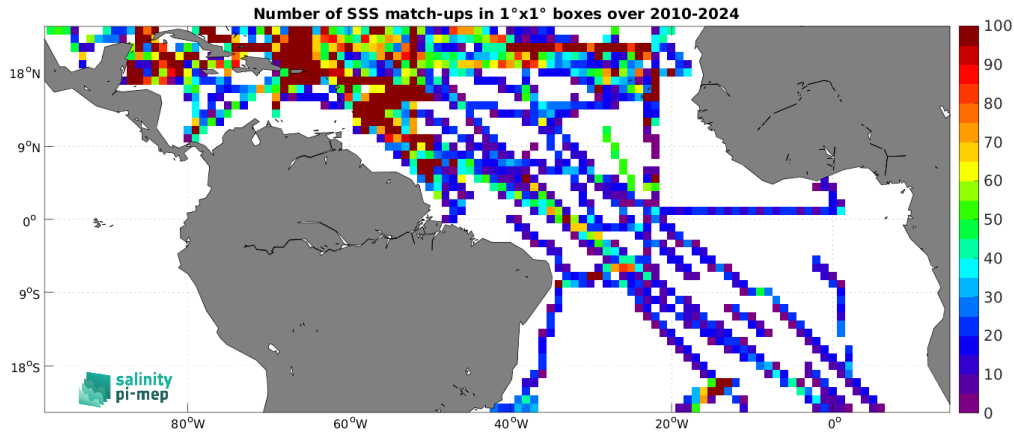 Number of SSS match-ups in 1°x1° boxes over 2010-2024
100
90
80
70
60
50
40
30
20
10
0
18°N
9°N
0°
9°S
18°S
80°W
60°W
40°W
20°W
0°
salinity
pi-mep